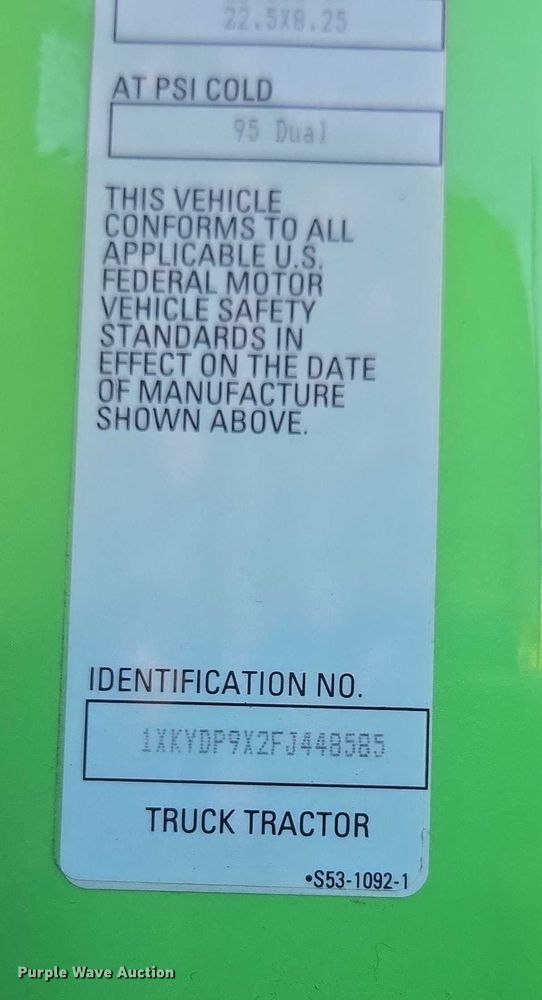 22.5X8.25
AT PSI COLD
95 Dual
THIS VEHICLE
CONFORMS TO ALL
APPLICABLE U.S.
FEDERAL MOTOR
VEHICLE SAFETY
STANDARDS IN
EFFECT ON THE DATE
OF MANUFACTURE
SHOWN ABOVE.
IDENTIFICATION NO.
1XKYDP9X2FJ448585
TRUCK TRACTOR
•S53-1092-1
Purple Wave Auction